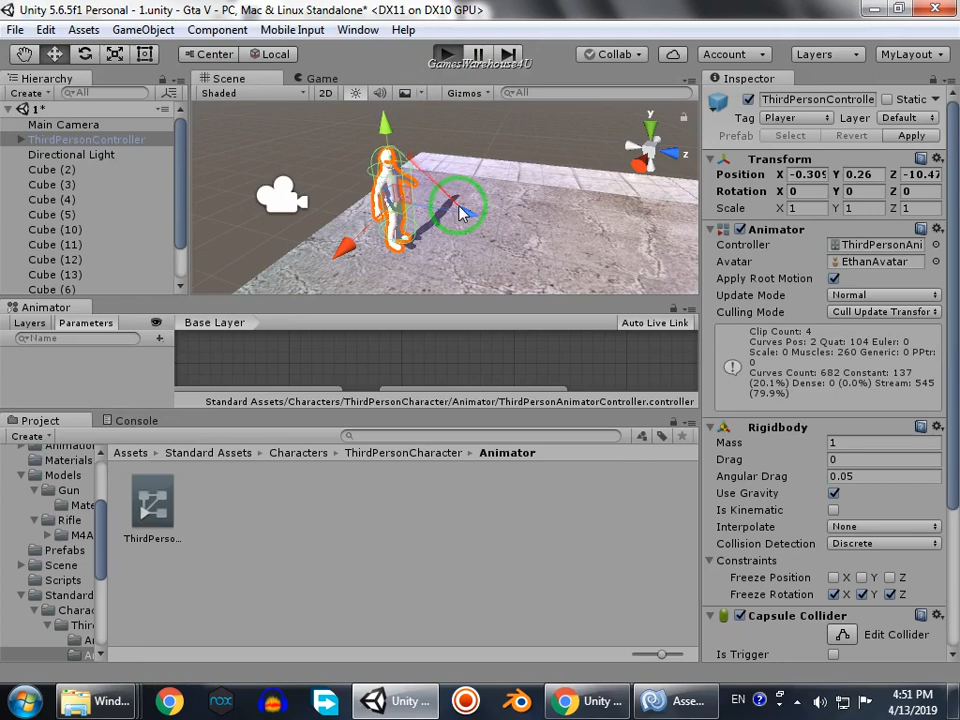 Unity 5.6.5f1 Personal - 1.unity - Gta V - PC, Mac & Linux Standalone* <DX11 on DX10 GPU>
File Edit Assets GameObject Component Mobile Input Window Help
Center Local Collab Account Layers MyLayout
GamesWarehouse4U
Hierarchy
Create All
1*
Main Camera
ThirdPersonController
Directional Light
Cube (2)
Cube (3)
Cube (4)
Cube (5)
Cube (10)
Cube (11)
Cube (12)
Cube (13)
Cube (6)
Scene Game
Shaded 2D Gizmos All
y
z
Animator
Layers Parameters Base Layer Auto Live Link
Name
Standard Assets/Characters/ThirdPersonCharacter/Animator/ThirdPersonAnimatorController.controller
Project Console
Create
Animator
Materials
Models
Gun
Mate
Rifle
M4A
Prefabs
Scene
Scripts
Standard
Charac
Thir
A
A
Assets Standard Assets Characters ThirdPersonCharacter Animator
ThirdPerso...
Inspector
ThirdPersonControlle Static
Tag Player Layer Default
Prefab Select Revert Apply
Transform
Position X -0.309 Y 0.26 Z -10.47
Rotation X 0 Y 0 Z 0
Scale X 1 Y 1 Z 1
Animator
Controller ThirdPersonAni
Avatar EthanAvatar
Apply Root Motion
Update Mode Normal
Culling Mode Cull Update Transfor
Clip Count: 4
Curves Pos: 2 Quat: 104 Euler: 0
Scale: 0 Muscles: 260 Generic: 0 PPtr:
0
Curves Count: 682 Constant: 137
(20.1%) Dense: 0 (0.0%) Stream: 545
(79.9%)
Rigidbody
Mass 1
Drag 0
Angular Drag 0.05
Use Gravity
Is Kinematic
Interpolate None
Collision Detection Discrete
Constraints
Freeze Position X Y Z
Freeze Rotation X Y Z
Capsule Collider
Edit Collider
Is Trigger
Wind... nox Unity ... Unity ... Asse... EN 4:51 PM
4/13/2019